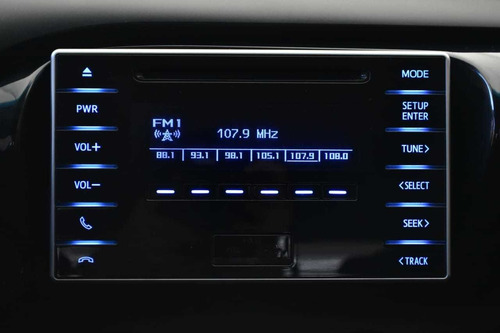 MODE
PWR
SETUP
ENTER
FM1
107.9 MHz
VOL+
TUNE>
88.1 93.1 98.1 105.1 107.9 108.0
VOL-
<SELECT
SEEK>
<TRACK